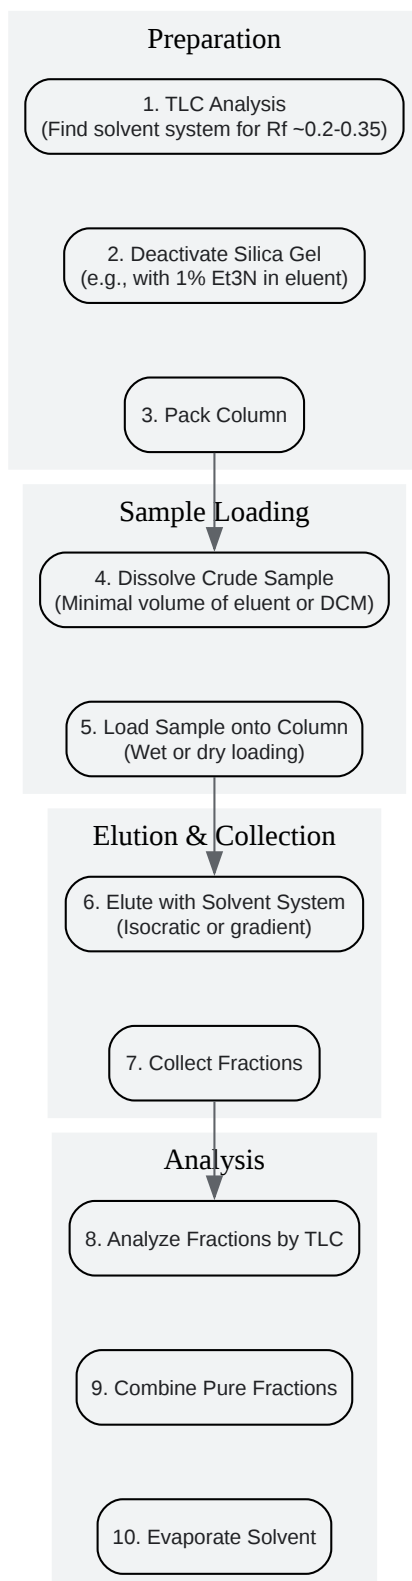 Preparation
1. TLC Analysis
(Find solvent system for Rf ~0.2-0.35)
2. Deactivate Silica Gel
(e.g., with 1% Et3N in eluent)
3. Pack Column
Sample Loading
4. Dissolve Crude Sample
(Minimal volume of eluent or DCM)
5. Load Sample onto Column
(Wet or dry loading)
Elution & Collection
6. Elute with Solvent System
(Isocratic or gradient)
7. Collect Fractions
Analysis
8. Analyze Fractions by TLC
9. Combine Pure Fractions
10. Evaporate Solvent